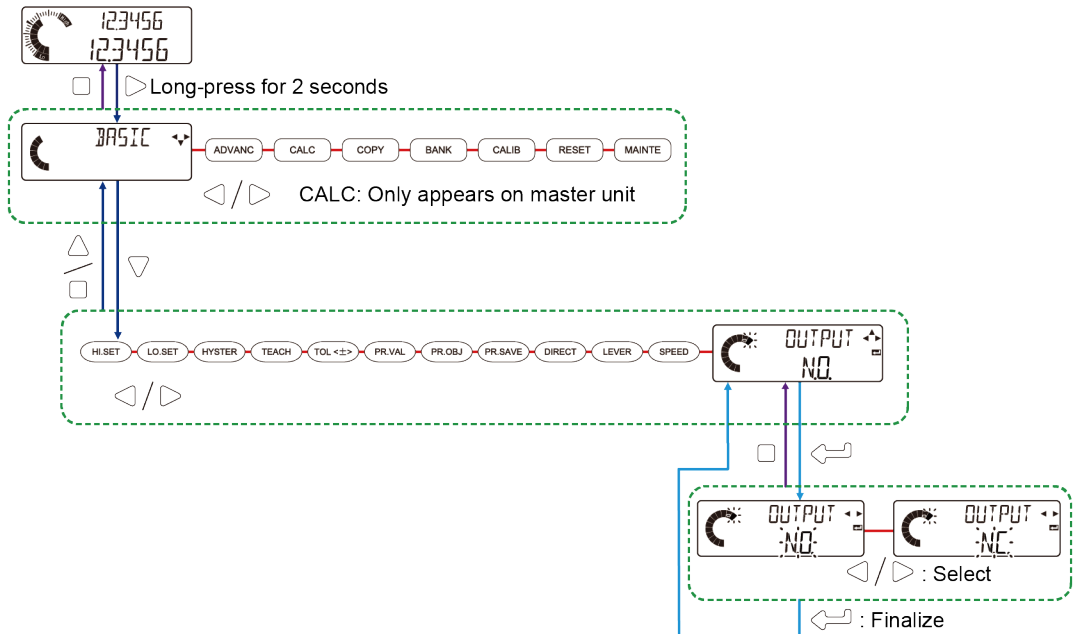 12.3456
12.3456
Long-press for 2 seconds
BASIC
ADVANC CALC COPY BANK CALIB RESET MAINTE
CALC: Only appears on master unit
HI.SET LO.SET HYSTER TEACH TOL <±> PR.VAL PR.OBJ PR.SAVE DIRECT LEVER SPEED
OUTPUT
N.O.
OUTPUT
N.O.
OUTPUT
N.C.
: Select
: Finalize